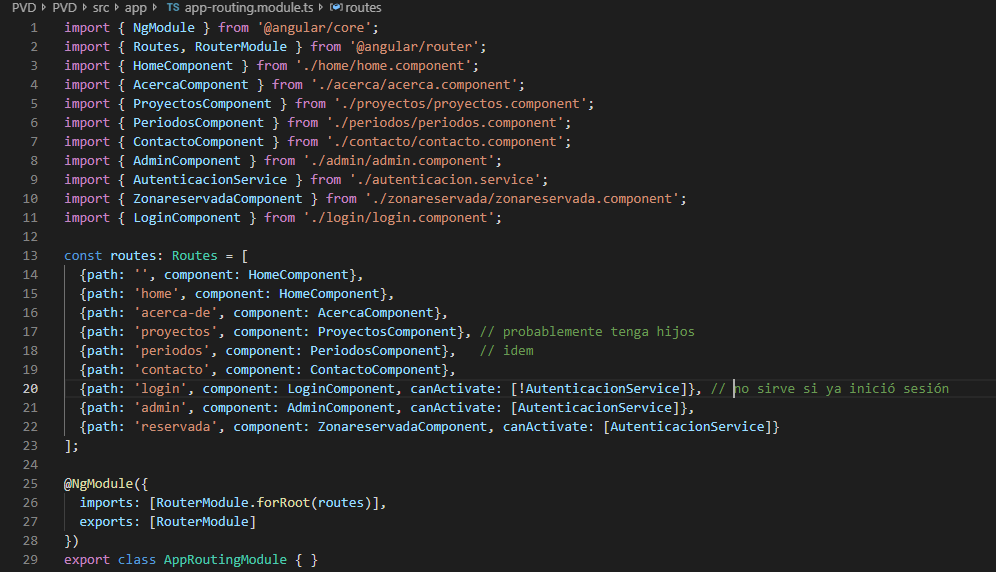 PVD > PVD > src > app > TS app-routing.module.ts > routes
1 import { NgModule } from '@angular/core';
2 import { Routes, RouterModule } from '@angular/router';
3 import { HomeComponent } from './home/home.component';
4 import { AcercaComponent } from './acerca/acerca.component';
5 import { ProyectosComponent } from './proyectos/proyectos.component';
6 import { PeriodosComponent } from './periodos/periodos.component';
7 import { ContactoComponent } from './contacto/contacto.component';
8 import { AdminComponent } from './admin/admin.component';
9 import { AutenticacionService } from './autenticacion.service';
10 import { ZonareservadaComponent } from './zonareservada/zonareservada.component';
11 import { LoginComponent } from './login/login.component';
12
13 const routes: Routes = [
14   {path: '', component: HomeComponent},
15   {path: 'home', component: HomeComponent},
16   {path: 'acerca-de', component: AcercaComponent},
17   {path: 'proyectos', component: ProyectosComponent}, // probablemente tenga hijos
18   {path: 'periodos', component: PeriodosComponent},   // idem
19   {path: 'contacto', component: ContactoComponent},
20   {path: 'login', component: LoginComponent, canActivate: [!AutenticacionService]}, // no sirve si ya inició sesión
21   {path: 'admin', component: AdminComponent, canActivate: [AutenticacionService]},
22   {path: 'reservada', component: ZonareservadaComponent, canActivate: [AutenticacionService]}
23 ];
24
25 @NgModule({
26   imports: [RouterModule.forRoot(routes)],
27   exports: [RouterModule]
28 })
29 export class AppRoutingModule { }